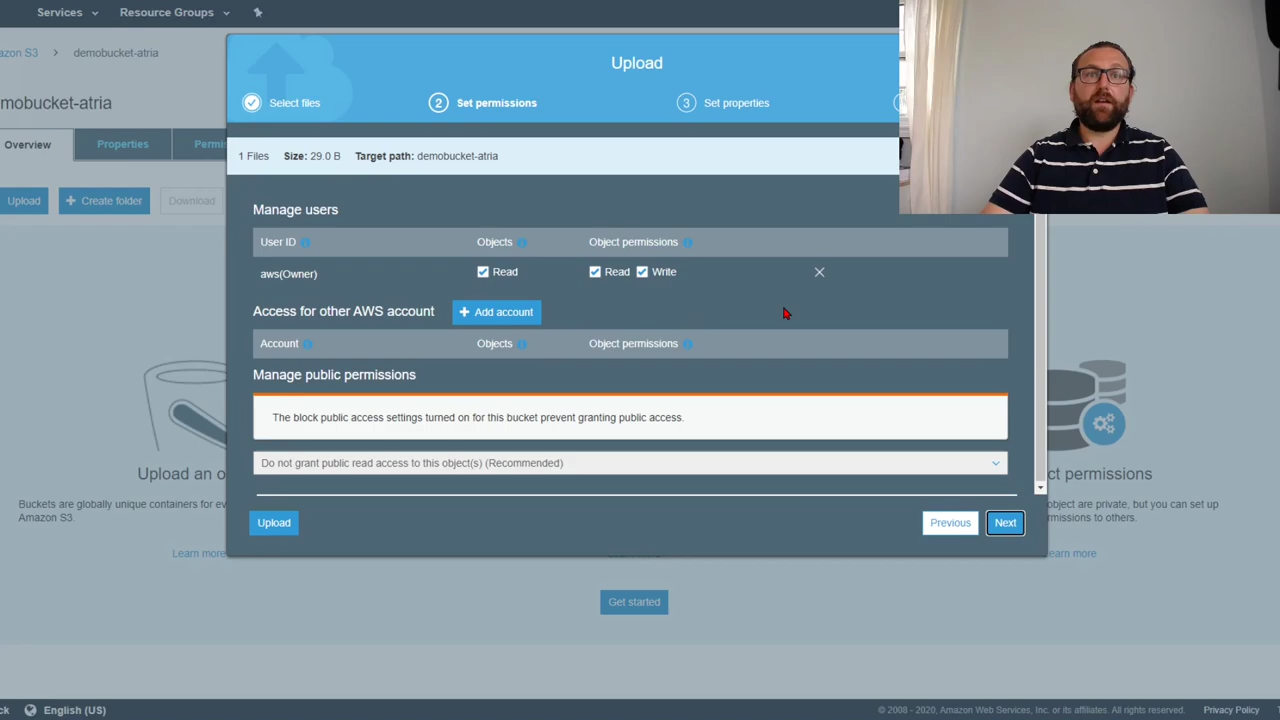 Services
Resource Groups
azon S3 > demobucket-atria
mobucket-atria
Overview
Properties
Permis
Upload
Create folder
Download
Upload
Select files
2 Set permissions
3 Set properties
1 Files Size: 29.0 B Target path: demobucket-atria
Manage users
User ID Objects Object permissions
aws(Owner) Read Read Write
Access for other AWS account + Add account
Account Objects Object permissions
Manage public permissions
The block public access settings turned on for this bucket prevent granting public access.
Do not grant public read access to this object(s) (Recommended)
Upload Previous Next
Upload an o
Buckets are globally unique containers for eve
Amazon S3.
Learn more
ct permissions
object are private, but you can set up
rmissions to others.
earn more
Get started
ck English (US)
© 2008 - 2020, Amazon Web Services, Inc. or its affiliates. All rights reserved. Privacy Policy